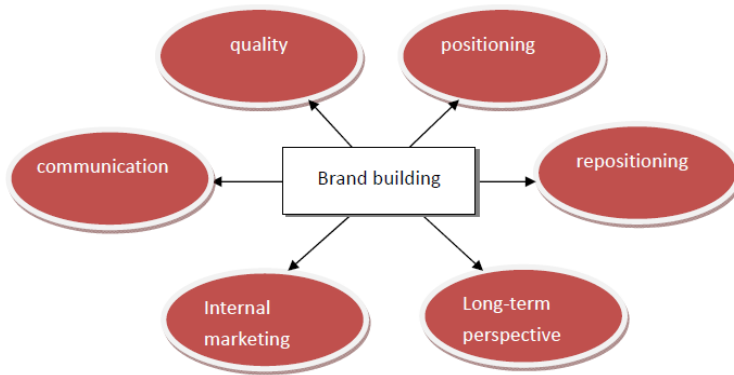 quality
positioning
communication
Brand building
repositioning
Internal
marketing
Long-term
perspective